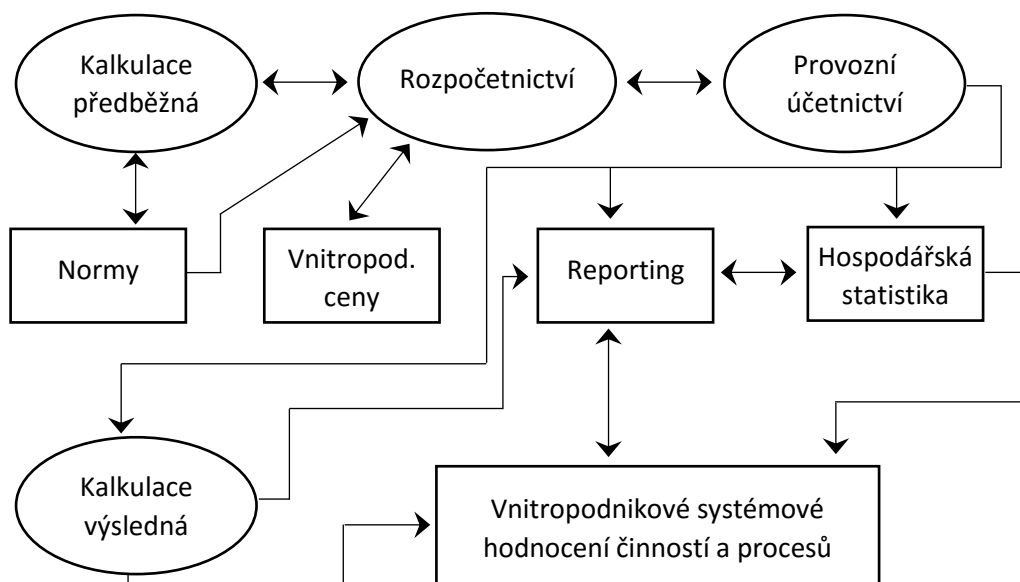 Kalkulace
předběžná
Rozpočetnictví
Provozní
účetnictví
Normy
Vnitropod.
ceny
Reporting
Hospodářská
statistika
Kalkulace
výsledná
Vnitropodnikové systémové
hodnocení činností a procesů